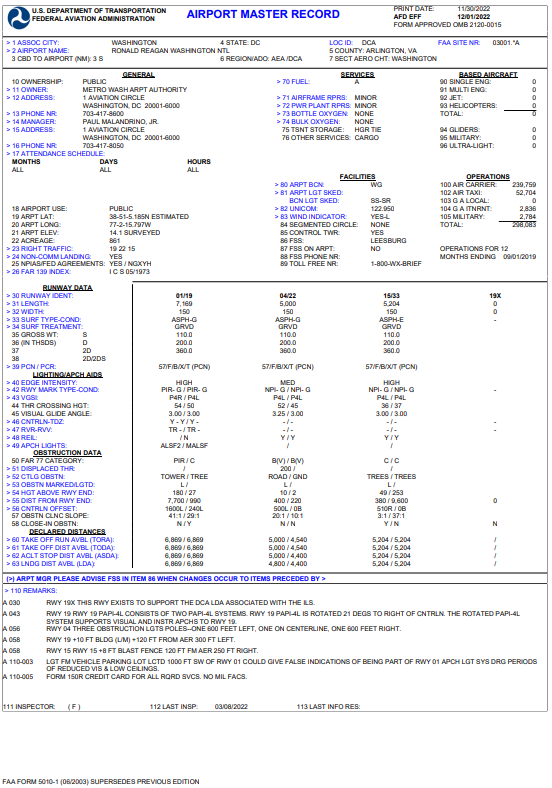 U.S. DEPARTMENT OF TRANSPORTATION
FEDERAL AVIATION ADMINISTRATION
AIRPORT MASTER RECORD
PRINT DATE: 11/30/2022
AFD EFF 12/01/2022
FORM APPROVED OMB 2120-0015
> 1 ASSOC CITY: WASHINGTON 4 STATE: DC LOC ID: DCA FAA SITE NR: 03001.*A
> 2 AIRPORT NAME: RONALD REAGAN WASHINGTON NTL 5 COUNTY: ARLINGTON, VA
3 CBD TO AIRPORT (NM): 3 S 6 REGION/ADO: AEA /DCA 7 SECT AERO CHT: WASHINGTON
GENERAL
10 OWNERSHIP: PUBLIC
> 11 OWNER: METRO WASH ARPT AUTHORITY
> 12 ADDRESS: 1 AVIATION CIRCLE
WASHINGTON, DC 20001-6000
> 13 PHONE NR: 703-417-8600
> 14 MANAGER: PAUL MALANDRINO, JR.
> 15 ADDRESS: 1 AVIATION CIRCLE
WASHINGTON, DC 20001-6000
> 16 PHONE NR: 703-417-8050
> 17 ATTENDANCE SCHEDULE:
MONTHS DAYS HOURS
ALL ALL ALL
18 AIRPORT USE: PUBLIC
19 ARPT LAT: 38-51-5.185N ESTIMATED
20 ARPT LONG: 77-2-15.797W
21 ARPT ELEV: 14.1 SURVEYED
22 ACREAGE: 861
> 23 RIGHT TRAFFIC: 19 22 15
> 24 NON-COMM LANDING: YES
25 NPIAS/FED AGREEMENTS: YES / NGXYH
> 26 FAR 139 INDEX: I C S 05/1973
SERVICES
> 70 FUEL: A
> 71 AIRFRAME RPRS: MINOR
> 72 PWR PLANT RPRS: MINOR
> 73 BOTTLE OXYGEN: NONE
> 74 BULK OXYGEN: NONE
75 TSNT STORAGE: HGR TIE
76 OTHER SERVICES: CARGO
FACILITIES
> 80 ARPT BCN: WG
> 81 ARPT LGT SKED:
BCN LGT SKED: SS-SR
> 82 UNICOM: 122.950
> 83 WIND INDICATOR: YES-L
84 SEGMENTED CIRCLE: NONE
85 CONTROL TWR: YES
86 FSS: LEESBURG
87 FSS ON ARPT: NO
88 FSS PHONE NR:
89 TOLL FREE NR: 1-800-WX-BRIEF
BASED AIRCRAFT
90 SINGLE ENG: 0
91 MULTI ENG: 0
92 JET: 0
93 HELICOPTERS: 0
TOTAL: 0
94 GLIDERS: 0
95 MILITARY: 0
96 ULTRA-LIGHT: 0
OPERATIONS
100 AIR CARRIER: 239,759
102 AIR TAXI: 52,704
103 G A LOCAL: 0
104 G A ITNRNT: 2,836
105 MILITARY: 2,784
TOTAL: 298,083
OPERATIONS FOR 12
MONTHS ENDING 09/01/2019
RUNWAY DATA
> 30 RUNWAY IDENT: 01/19 04/22 15/33 19X
> 31 LENGTH: 7,169 5,000 5,204 0
> 32 WIDTH: 150 150 150 0
> 33 SURF TYPE-COND: ASPH-G ASPH-G ASPH-E -
> 34 SURF TREATMENT: GRVD GRVD GRVD
35 GROSS WT: S 110.0 110.0 110.0
36 (IN THSDS) D 200.0 200.0 200.0
37 2D 360.0 360.0 360.0
38 2D/2DS
> 39 PCN / PCR: 57/F/B/X/T (PCN) 57/F/B/X/T (PCN) 57/F/B/X/T (PCN)
LIGHTING/APCH AIDS
> 40 EDGE INTENSITY: HIGH MED HIGH
> 42 RWY MARK TYPE-COND: PIR- G / PIR- G NPI- G / NPI- G NPI- G / NPI- G -
> 43 VGSI: P4R / P4L P4L / P4L P4L / P4L
44 THR CROSSING HGT: 54 / 50 52 / 45 36 / 37
45 VISUAL GLIDE ANGLE: 3.00 / 3.00 3.25 / 3.00 3.00 / 3.00
> 46 CNTRLN-TDZ: Y - Y / Y - - / - - / - -
> 47 RVR-RVV: TR - / TR - - / - - / - -
> 48 REIL: / N Y / Y Y / Y
> 49 APCH LIGHTS: ALSF2 / MALSF / /
OBSTRUCTION DATA
50 FAR 77 CATEGORY: PIR / C B(V) / B(V) C / C
> 51 DISPLACED THR: / 200 / /
> 52 CTLG OBSTN: TOWER / TREE ROAD / GND TREES / TREES
> 53 OBSTN MARKED/LGTD: L / / L /
> 54 HGT ABOVE RWY END: 180 / 27 10 / 2 49 / 253
> 55 DIST FROM RWY END: 7,700 / 990 400 / 220 380 / 9,600 0
> 56 CNTRLN OFFSET: 1600L / 240L 500L / 0B 510R / 0B
57 OBSTN CLNC SLOPE: 41:1 / 29:1 20:1 / 10:1 3:1 / 37:1
58 CLOSE-IN OBSTN: N / Y N / N Y / N N
DECLARED DISTANCES
> 60 TAKE OFF RUN AVBL (TORA): 6,869 / 6,869 5,000 / 4,540 5,204 / 5,204 /
> 61 TAKE OFF DIST AVBL (TODA): 6,869 / 6,869 5,000 / 4,540 5,204 / 5,204 /
> 62 ACLT STOP DIST AVBL (ASDA): 6,869 / 6,869 5,000 / 4,400 5,204 / 5,204 /
> 63 LNDG DIST AVBL (LDA): 6,869 / 6,869 4,800 / 4,400 5,204 / 5,204 /
(>) ARPT MGR PLEASE ADVISE FSS IN ITEM 86 WHEN CHANGES OCCUR TO ITEMS PRECEDED BY >
> 110 REMARKS:
A 030 RWY 19X THIS RWY EXISTS TO SUPPORT THE DCA LDA ASSOCIATED WITH THE ILS.
A 043 RWY 19 RWY 19 PAPI-4L CONSISTS OF TWO PAPI-4L SYSTEMS. RWY 19 PAPI-4L IS ROTATED 21 DEGS TO RIGHT OF CNTRLN. THE ROTATED PAPI-4L
SYSTEM SUPPORTS VISUAL AND INSTR APCHS TO RWY 19.
A 056 RWY 04 THREE OBSTRUCTION LGTS POLES--ONE 600 FEET LEFT, ONE ON CENTERLINE, ONE 600 FEET RIGHT.
A 058 RWY 19 +10 FT BLDG (L/M) +120 FT FROM AER 300 FT LEFT.
A 058 RWY 15 RWY 15 +8 FT BLAST FENCE 120 FT FM AER 250 FT RIGHT.
A 110-003 LGT FM VEHICLE PARKING LOT LCTD 1000 FT SW OF RWY 01 COULD GIVE FALSE INDICATIONS OF BEING PART OF RWY 01 APCH LGT SYS DRG PERIODS
OF REDUCED VIS & LOW CEILINGS.
A 110-005 FORM 150R CREDIT CARD FOR ALL RQRD SVCS. NO MIL FACS.
111 INSPECTOR: ( F ) 112 LAST INSP: 03/08/2022 113 LAST INFO RES:
FAA FORM 5010-1 (06/2003) SUPERSEDES PREVIOUS EDITION